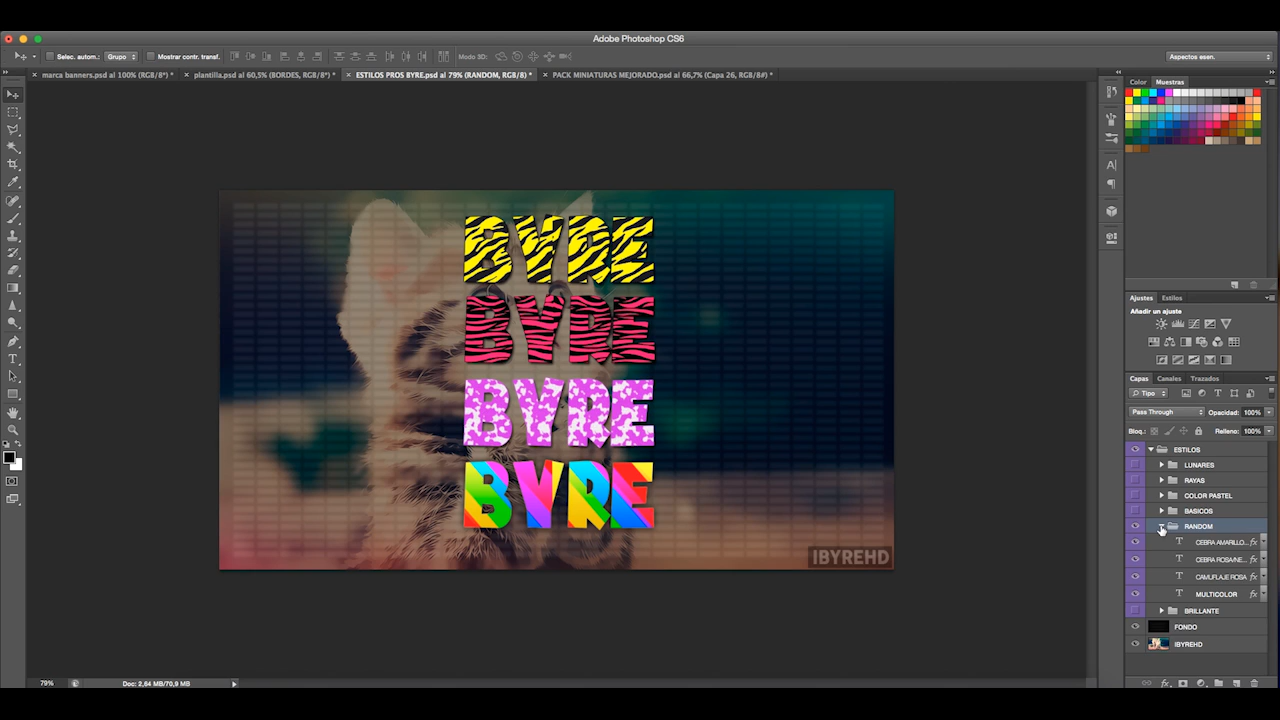 Adobe Photoshop CS6
Selec. autom.: Grupo Mostrar contr. transf. Modo 3D: Aspectos esen.
marca banners.psd al 100% (RGB/8*) * plantilla.psd al 60,5% (BORDES, RGB/8*) * ESTILOS PROS BYRE.psd al 79% (RANDOM, RGB/8) * PACK MINIATURAS MEJORADO.psd al 66,7% (Capa 26, RGB/8#) *
Color Muestras
BYRE
BYRE
BYRE
BYRE
IBYREHD
Ajustes Estilos
Añadir un ajuste
Capas Canales Trazados
Tipo
Pass Through Opacidad: 100%
Bloq.: Relleno: 100%
ESTILOS
LUNARES
RAYAS
COLOR PASTEL
BASICOS
RANDOM
CEBRA AMARILLO... fx
CEBRA ROSA/NE... fx
CAMUFLAJE ROSA fx
MULTICOLOR fx
BRILLANTE
FONDO
IBYREHD
79% Doc: 2,64 MB/70,9 MB